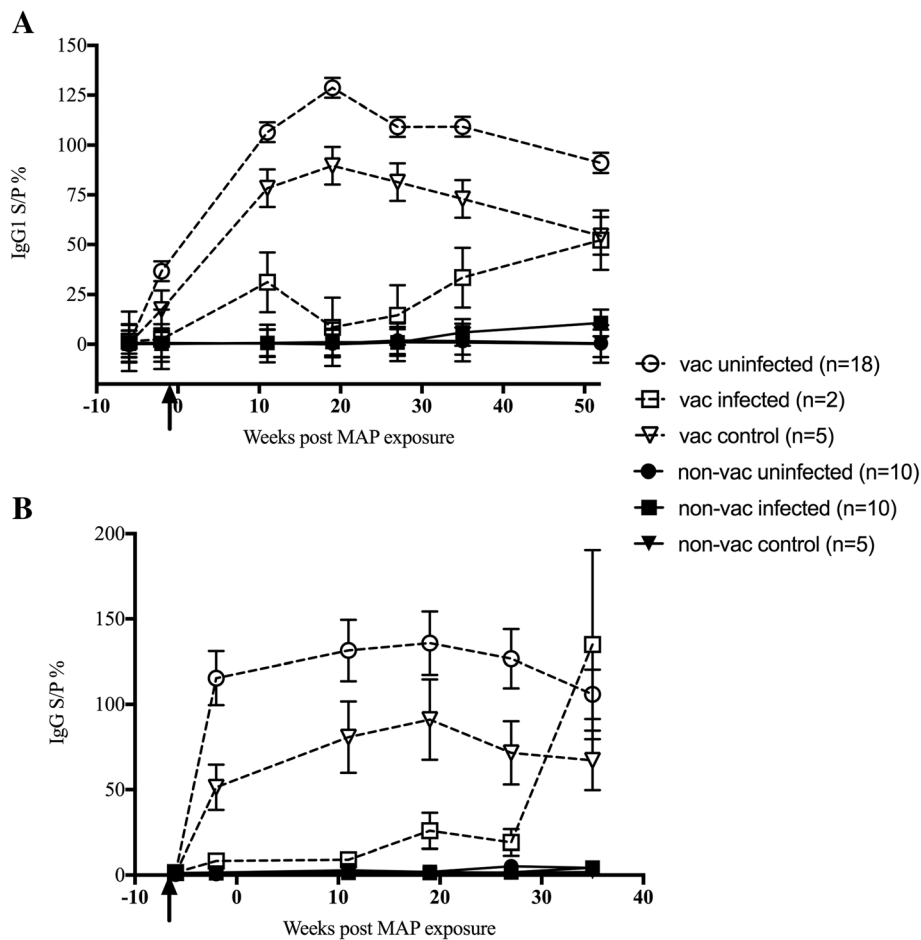 A
150
125
100
75
50
25
0
IgG1 S/P %
-10 0 10 20 30 40 50
Weeks post MAP exposure
vac uninfected (n=18)
vac infected (n=2)
vac control (n=5)
non-vac uninfected (n=10)
non-vac infected (n=10)
non-vac control (n=5)
B
200
150
100
50
0
IgG S/P %
-10 0 10 20 30 40
Weeks post MAP exposure